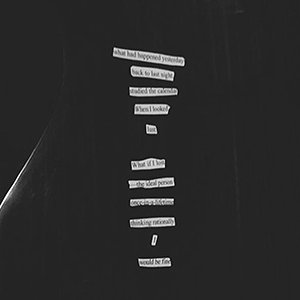 what had happened yesterday
back to last night
studied the calendar
When I looked
but
What if I lost
—the ideal person
once in a lifetime
thinking rationally
I
would be fine